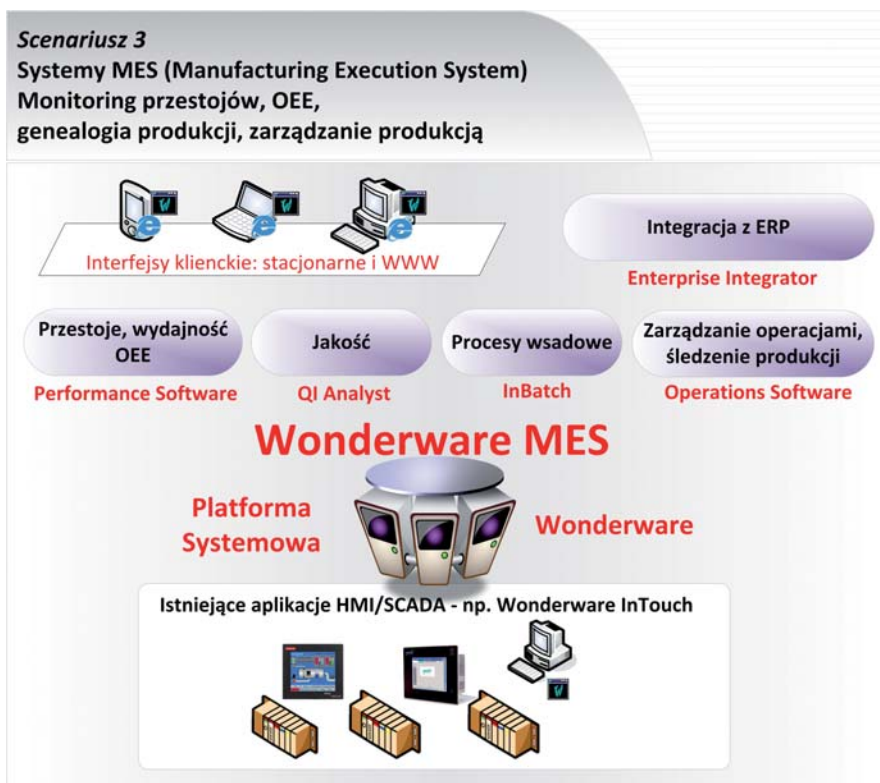 Scenariusz 3
Systemy MES (Manufacturing Execution System)
Monitoring przestojów, OEE,
genealogia produkcji, zarządzanie produkcją
Interfejsy klienckie: stacjonarne i WWW
Integracja z ERP
Enterprise Integrator
Przestoje, wydajność
OEE
Performance Software
Jakość
QI Analyst
Procesy wsadowe
InBatch
Zarządzanie operacjami,
śledzenie produkcji
Operations Software
Wonderware MES
Platforma
Systemowa
Wonderware
Istniejące aplikacje HMI/SCADA - np. Wonderware InTouch